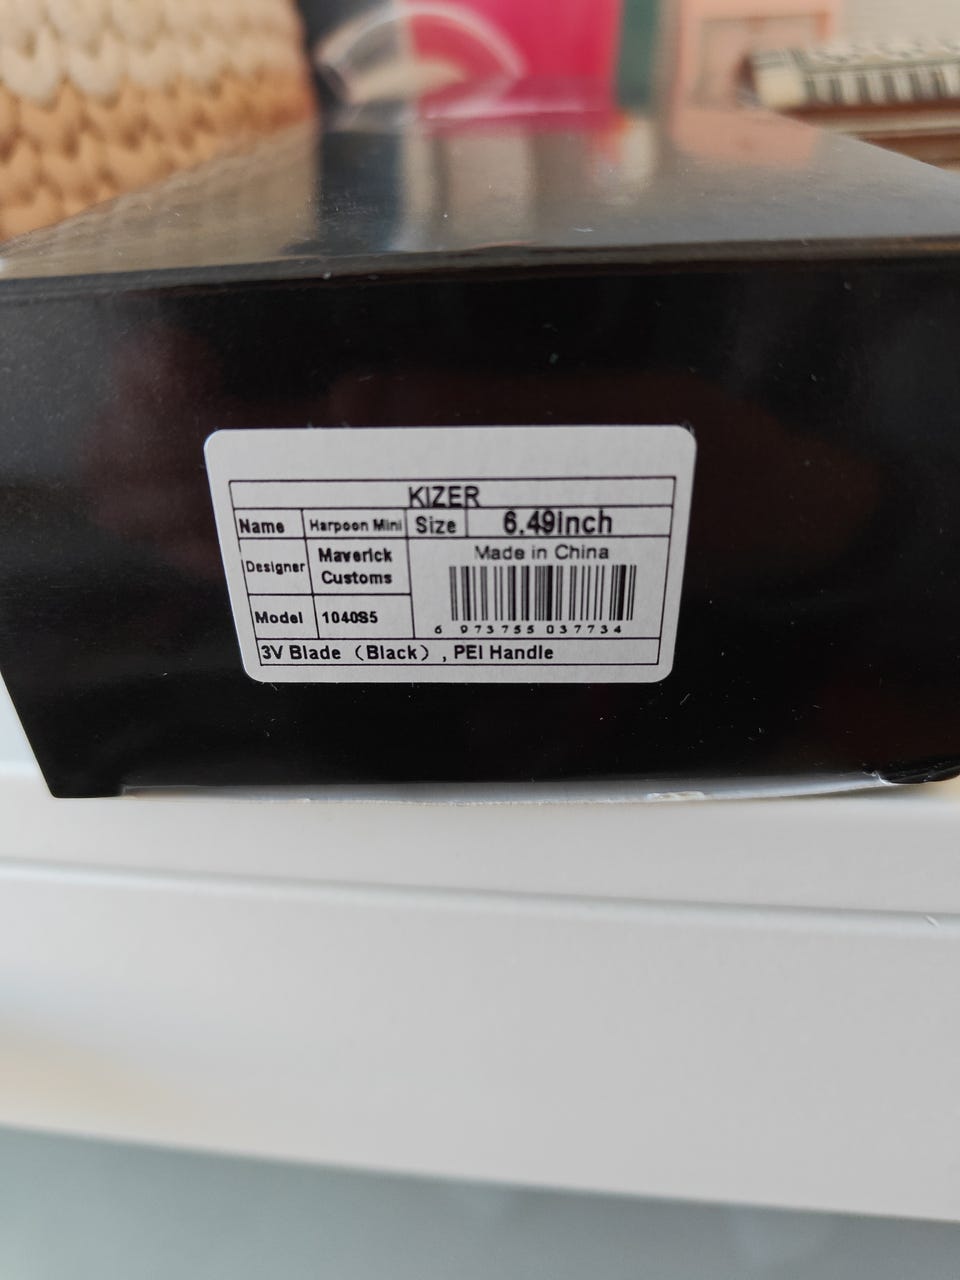 KIZER
Name Harpoon Mini Size 6.49inch
Designer Maverick Customs
Made in China
Model 1040S5
6 973755 037734
3V Blade（Black）, PEI Handle